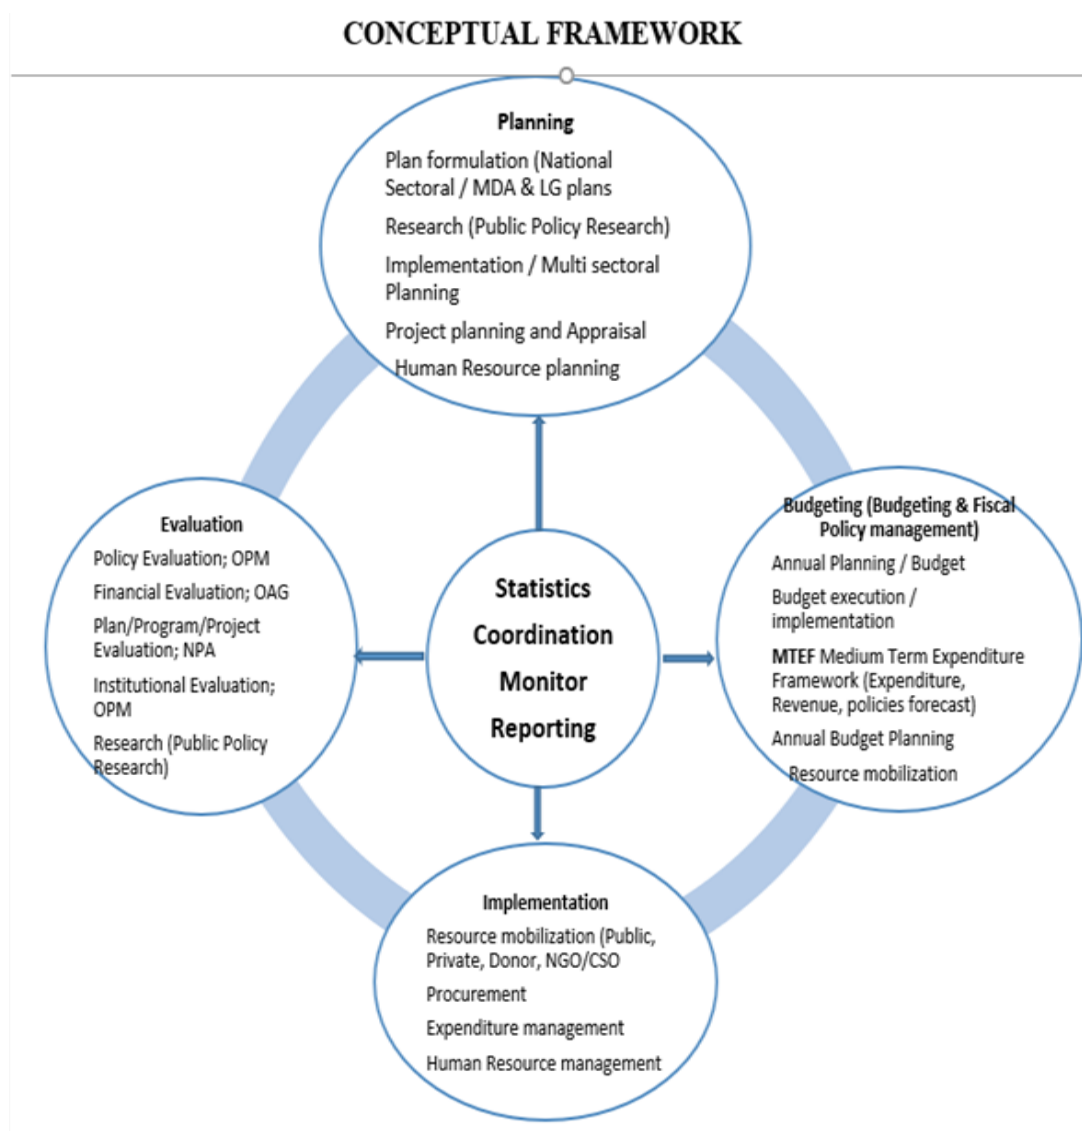 CONCEPTUAL FRAMEWORK
Planning
Plan formulation (National
Sectoral / MDA & LG plans
Research (Public Policy Research)
Implementation / Multi sectoral
Planning
Project planning and Appraisal
Human Resource planning
Evaluation
Policy Evaluation; OPM
Financial Evaluation; OAG
Plan/Program/Project
Evaluation; NPA
Institutional Evaluation;
OPM
Research (Public Policy
Research)
Statistics
Coordination
Monitor
Reporting
Budgeting (Budgeting & Fiscal
Policy management)
Annual Planning / Budget
Budget execution /
implementation
MTEF Medium Term Expenditure
Framework (Expenditure,
Revenue, policies forecast)
Annual Budget Planning
Resource mobilization
Implementation
Resource mobilization (Public,
Private, Donor, NGO/CSO
Procurement
Expenditure management
Human Resource management